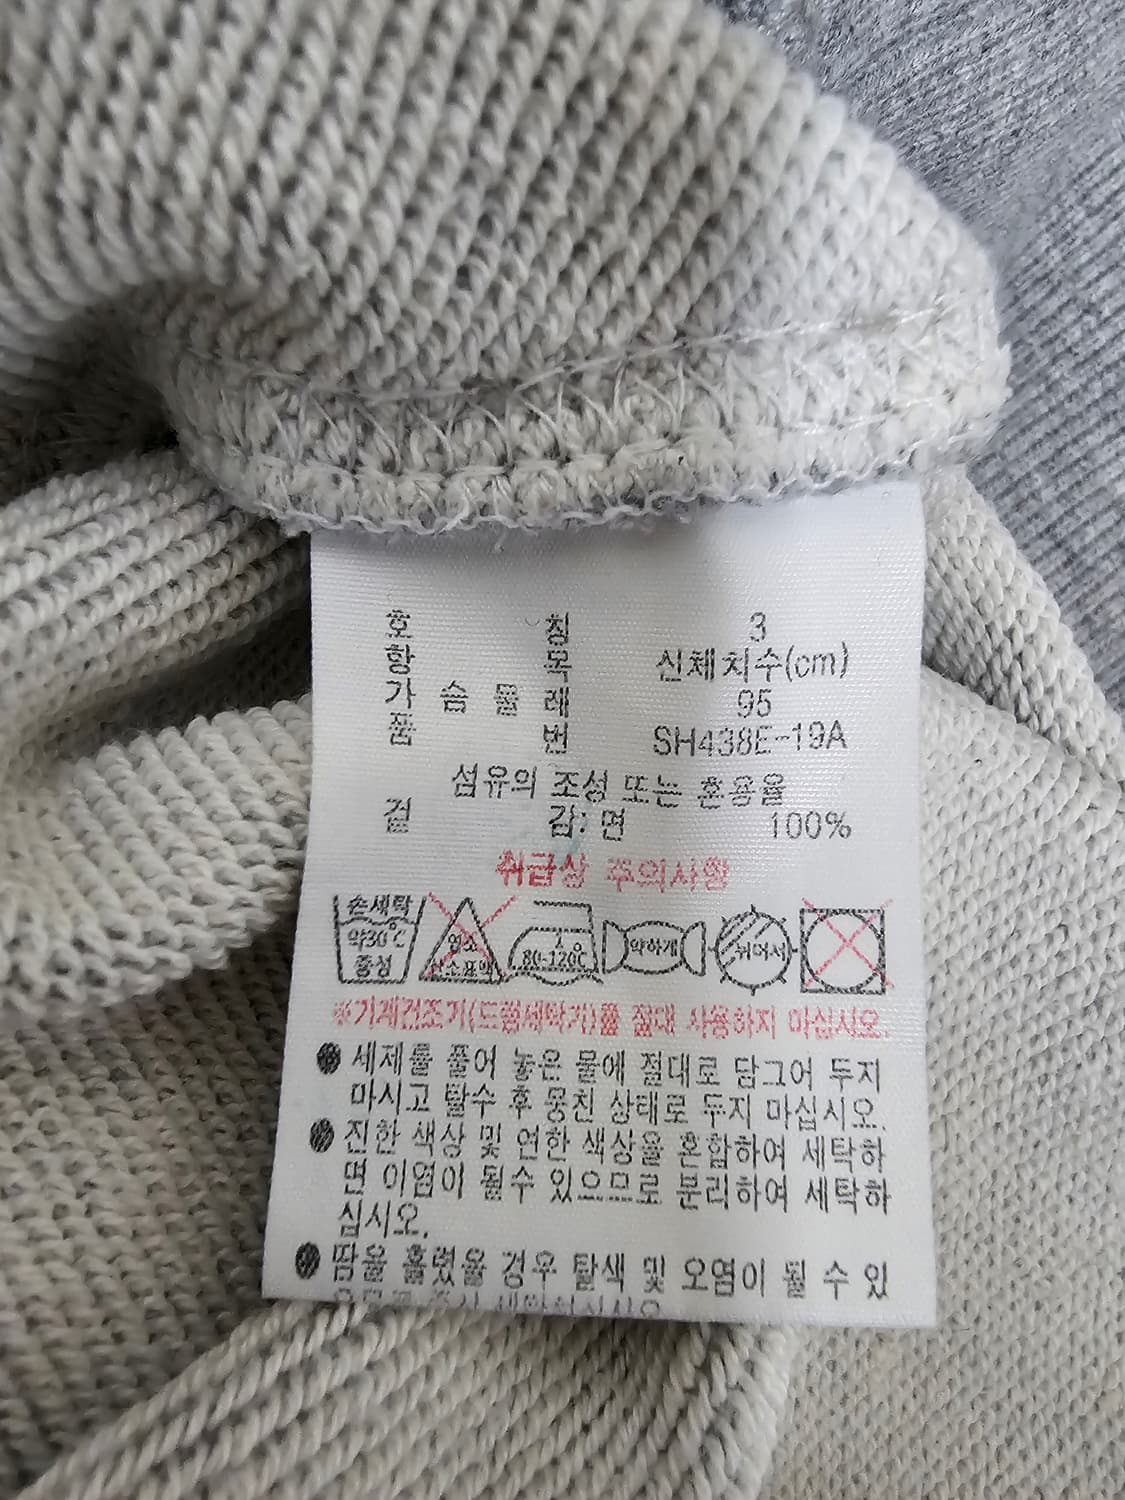 호 칭 3
항 목 신체치수(cm)
가 슴 둘 레 95
품 번 SH438E-19A
섬유의 조성 또는 혼용율
겉 감: 면 100%
취급상 주의사항
손세탁 약30℃ 중성
염소 산소표백
80-120℃
약하게
뉘어서
※기계건조기(드럼세탁기)를 절대 사용하지 마십시오.
● 세제를 풀어 놓은 물에 절대로 담그어 두지
마시고 탈수 후 뭉친 상태로 두지 마십시오.
● 진한 색상 및 연한 색상을 혼합하여 세탁하
면 이염이 될수 있으므로 분리하여 세탁하
십시오.
● 땀을 흘렸을 경우 탈색 및 오염이 될 수 있